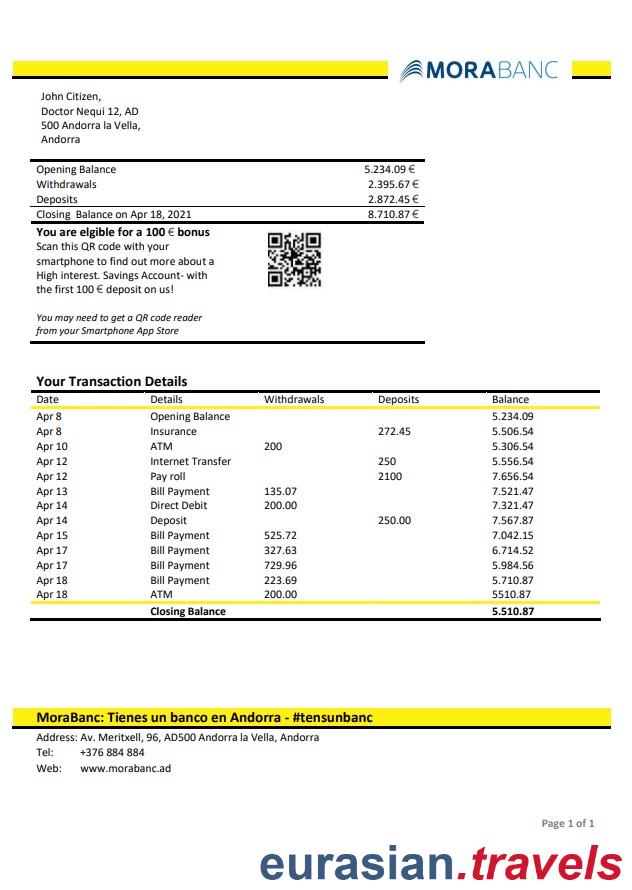 MORABANC
John Citizen,
Doctor Nequi 12, AD
500 Andorra la Vella,
Andorra
Opening Balance 5.234.09 €
Withdrawals 2.395.67 €
Deposits 2.872.45 €
Closing Balance on Apr 18, 2021 8.710.87 €
You are elgible for a 100 € bonus
Scan this QR code with your
smartphone to find out more about a
High interest. Savings Account- with
the first 100 € deposit on us!
You may need to get a QR code reader
from your Smartphone App Store
Your Transaction Details
Date Details Withdrawals Deposits Balance
Apr 8 Opening Balance 5.234.09
Apr 8 Insurance 272.45 5.506.54
Apr 10 ATM 200 5.306.54
Apr 12 Internet Transfer 250 5.556.54
Apr 12 Pay roll 2100 7.656.54
Apr 13 Bill Payment 135.07 7.521.47
Apr 14 Direct Debit 200.00 7.321.47
Apr 14 Deposit 250.00 7.567.87
Apr 15 Bill Payment 525.72 7.042.15
Apr 17 Bill Payment 327.63 6.714.52
Apr 17 Bill Payment 729.96 5.984.56
Apr 18 Bill Payment 223.69 5.710.87
Apr 18 ATM 200.00 5510.87
Closing Balance 5.510.87
MoraBanc: Tienes un banco en Andorra - #tensunbanc
Address: Av. Meritxell, 96, AD500 Andorra la Vella, Andorra
Tel: +376 884 884
Web: www.morabanc.ad
Page 1 of 1
eurasian.travels